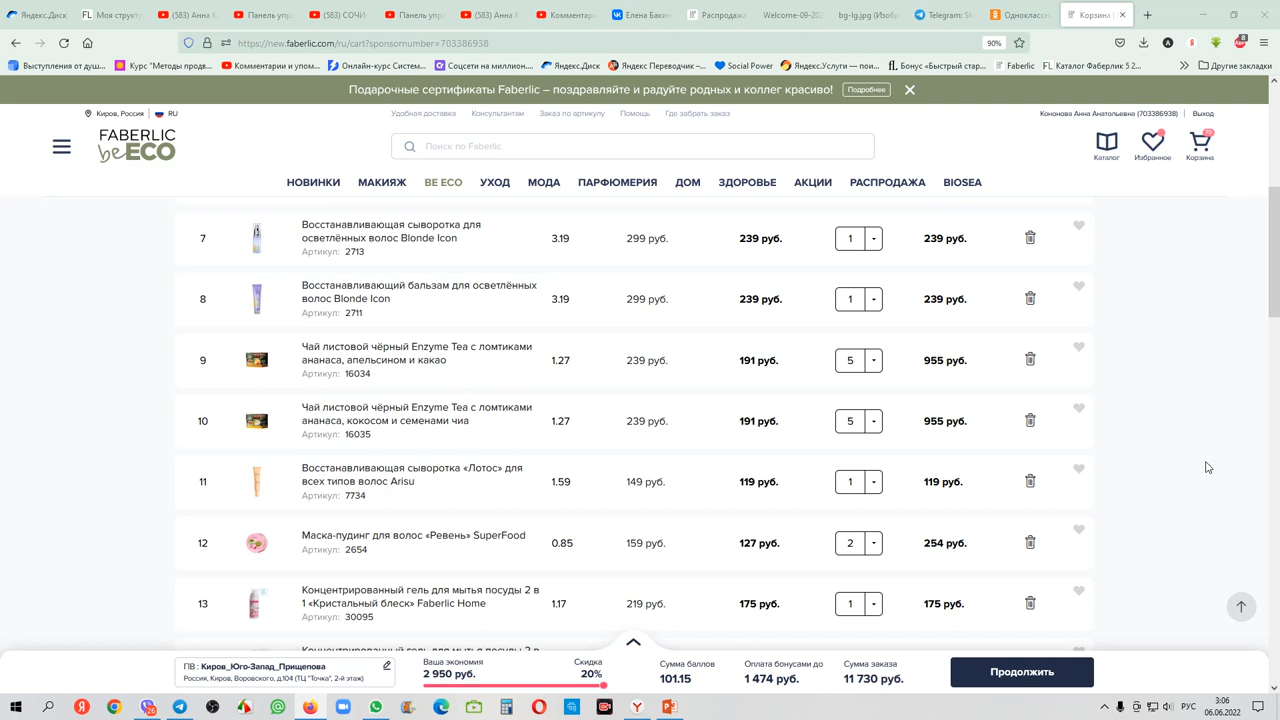 Яндекс.Диск
Моя структ
(583) Анна К
Панель упр
(583) СОЧИ
Панель упр
(583) Анна К
Комментар
Елена Бакин
Распродажа
Welcome-09-202
bg-lg.jpg (Изобр
Telegram: Sk
Одноклассн
Корзина |
https://new.faberlic.com/ru/cart?sponsornumber=703386938
90%
Выступления от душ...
Курс "Методы продв...
Комментарии и упом...
Онлайн-курс Систем...
Соцсети на миллион...
Яндекс.Диск
Яндекс Переводчик –...
Social Power
Яндекс.Услуги — пои...
Бонус «Быстрый стар...
Faberlic
Каталог Фаберлик 5 2...
Другие закладки
Подарочные сертификаты Faberlic – поздравляйте и радуйте родных и коллег красиво!
Подробнее
Киров, Россия
RU
Удобная доставка
Консультантам
Заказ по артикулу
Помощь
Где забрать заказ
Кононова Анна Анатольевна (703386938)
Выход
FABERLIC
beECO
Поиск по Faberlic
Каталог
Избранное
Корзина
НОВИНКИ
МАКИЯЖ
BE ECO
УХОД
МОДА
ПАРФЮМЕРИЯ
ДОМ
ЗДОРОВЬЕ
АКЦИИ
РАСПРОДАЖА
BIOSEA
7
Восстанавливающая сыворотка для
осветлённых волос Blonde Icon
Артикул: 2713
3.19
299 руб.
239 руб.
1
239 руб.
8
Восстанавливающий бальзам для осветлённых
волос Blonde Icon
Артикул: 2711
3.19
299 руб.
239 руб.
1
239 руб.
9
Чай листовой чёрный Enzyme Tea с ломтиками
ананаса, апельсином и какао
Артикул: 16034
1.27
239 руб.
191 руб.
5
955 руб.
10
Чай листовой чёрный Enzyme Tea с ломтиками
ананаса, кокосом и семенами чиа
Артикул: 16035
1.27
239 руб.
191 руб.
5
955 руб.
11
Восстанавливающая сыворотка «Лотос» для
всех типов волос Arisu
Артикул: 7734
1.59
149 руб.
119 руб.
1
119 руб.
12
Маска-пудинг для волос «Ревень» SuperFood
Артикул: 2654
0.85
159 руб.
127 руб.
2
254 руб.
13
Концентрированный гель для мытья посуды 2 в
1 «Кристальный блеск» Faberlic Home
Артикул: 30095
1.17
219 руб.
175 руб.
1
175 руб.
ПВ : Киров_Юго-Запад_Прищепова
Россия, Киров, Воровского, д.104 (ТЦ "Точка", 2-й этаж)
Ваша экономия
2 950 руб.
Скидка
20%
Сумма баллов
101.15
Оплата бонусами до
1 474 руб.
Сумма заказа
11 730 руб.
Продолжить
РУС
3:06
06.06.2022